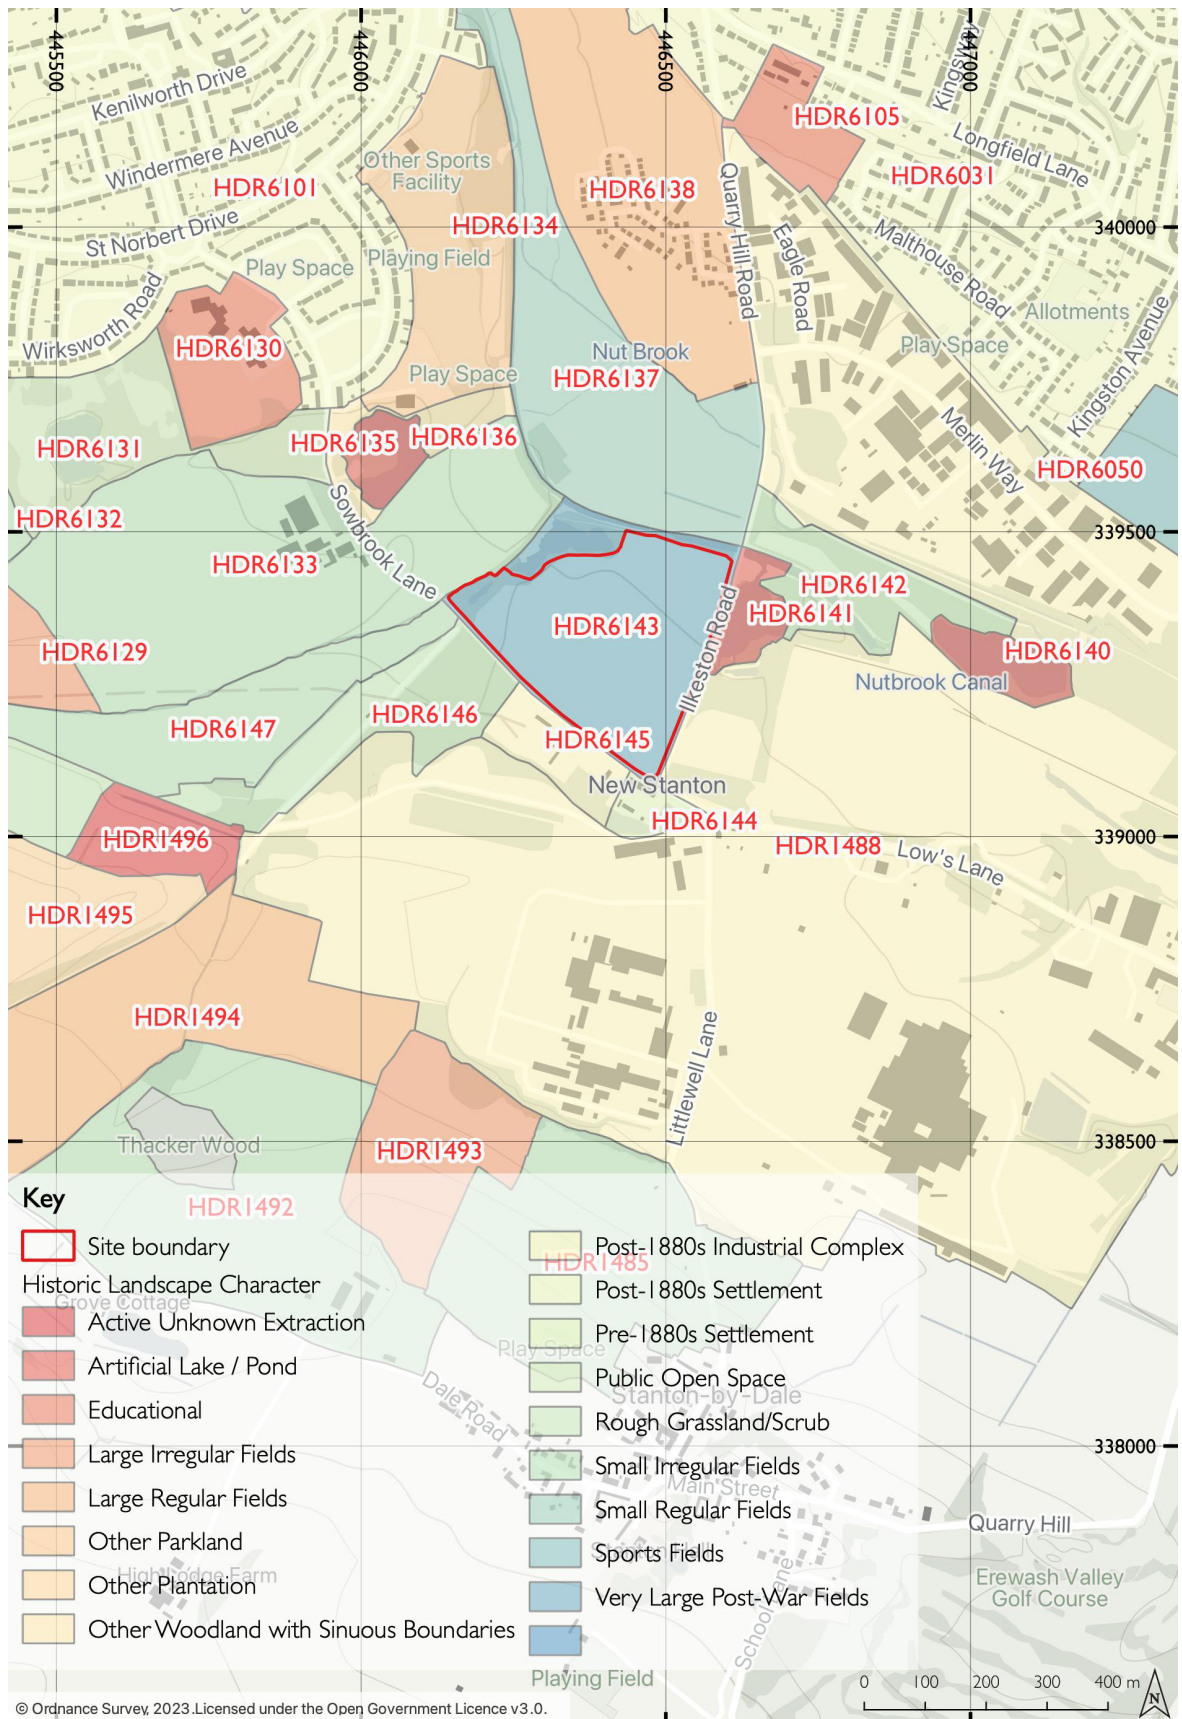 445500
446000
446500
447000
Kingsway
Kenilworth Drive
Windermere Avenue
HDR6105
Longfield Lane
Other Sports
Facility
HDR6101
HDR6138
HDR6031
St Norbert Drive
HDR6134
Quarry Hill Road
Eagle Road
Malthouse Road
340000
Play Space
Playing Field
Wirksworth Road
Allotments
HDR6130
Nut Brook
Play Space
Kingston Avenue
Play Space
HDR6137
HDR6131
HDR6135
HDR6136
Merlin Way
HDR6050
HDR6132
Sowbrook Lane
339500
HDR6133
HDR6142
HDR6143
HDR6141
HDR6129
Ilkeston Road
HDR6140
Nutbrook Canal
HDR6147
HDR6146
HDR6145
New Stanton
HDR6144
HDR1496
HDR1488
Low's Lane
339000
HDR1495
HDR1494
Littlewell Lane
Thacker Wood
HDR1493
338500
HDR1492
HDR1485
Key
Site boundary
Historic Landscape Character
Grove Cottage
Active Unknown Extraction
Artificial Lake / Pond
Educational
Large Irregular Fields
Large Regular Fields
Other Parkland
Other Plantation
Other Woodland with Sinuous Boundaries
Post-1880s Industrial Complex
Post-1880s Settlement
Pre-1880s Settlement
Public Open Space
Rough Grassland/Scrub
Small Irregular Fields
Small Regular Fields
Sports Fields
Very Large Post-War Fields
Play Space
Stanton-by-Dale
Dale Road
Main Street
338000
Quarry Hill
High Lodge Farm
School Lane
Erewash Valley
Golf Course
Playing Field
0 100 200 300 400 m
N
© Ordnance Survey, 2023.Licensed under the Open Government Licence v3.0.